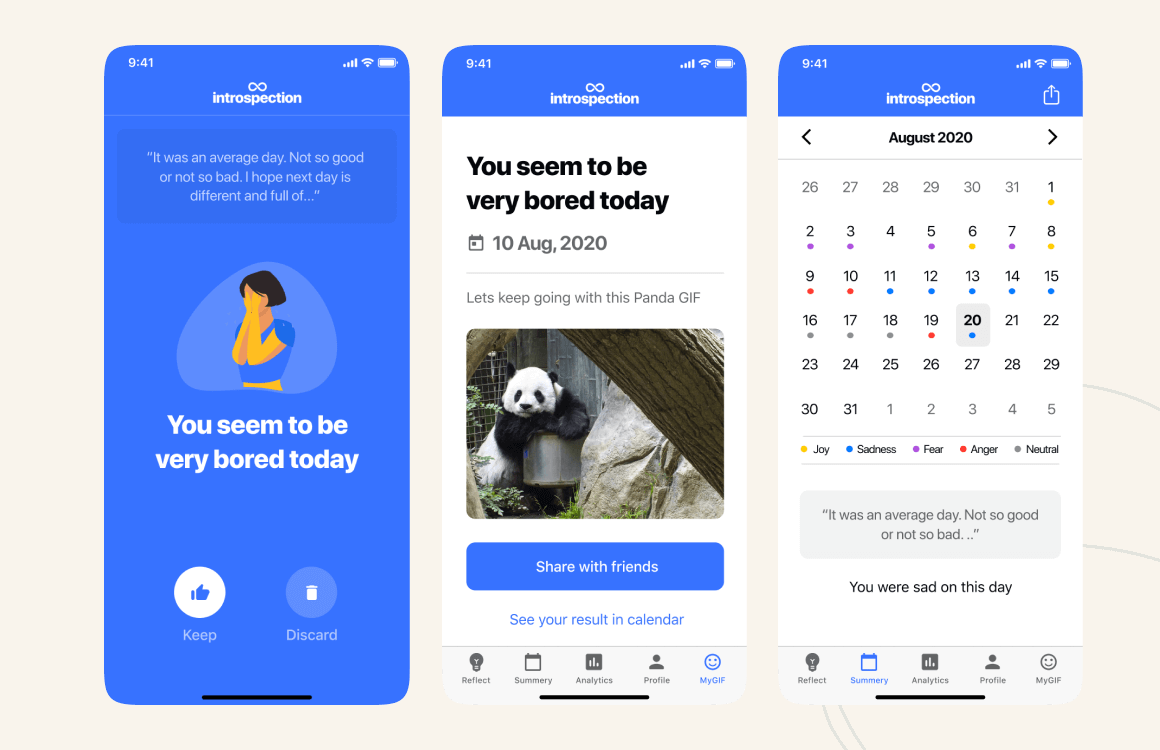 9:41
introspection
“It was an average day. Not so good
or not so bad. I hope next day is
different and full of...”
You seem to be
very bored today
Keep
Discard
9:41
introspection
You seem to be
very bored today
10 Aug, 2020
Lets keep going with this Panda GIF
Share with friends
See your result in calendar
Reflect Summery Analytics Profile MyGIF
9:41
introspection
August 2020
26 27 28 29 30 31 1
2 3 4 5 6 7 8
9 10 11 12 13 14 15
16 17 18 19 20 21 22
23 24 25 26 27 28 29
30 31 1 2 3 4 5
Joy Sadness Fear Anger Neutral
“It was an average day. Not so good
or not so bad. ..”
You were sad on this day
Reflect Summery Analytics Profile MyGIF